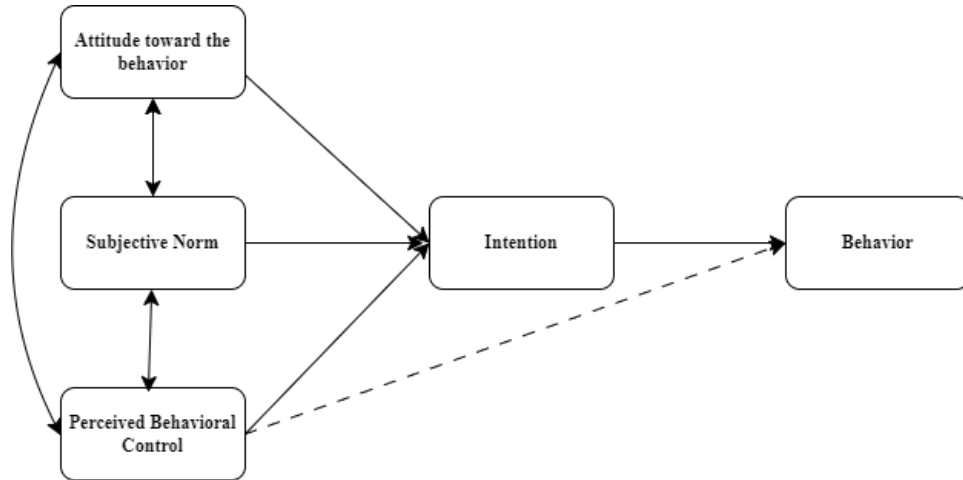 Attitude toward the
behavior
Subjective Norm
Intention
Behavior
Perceived Behavioral
Control